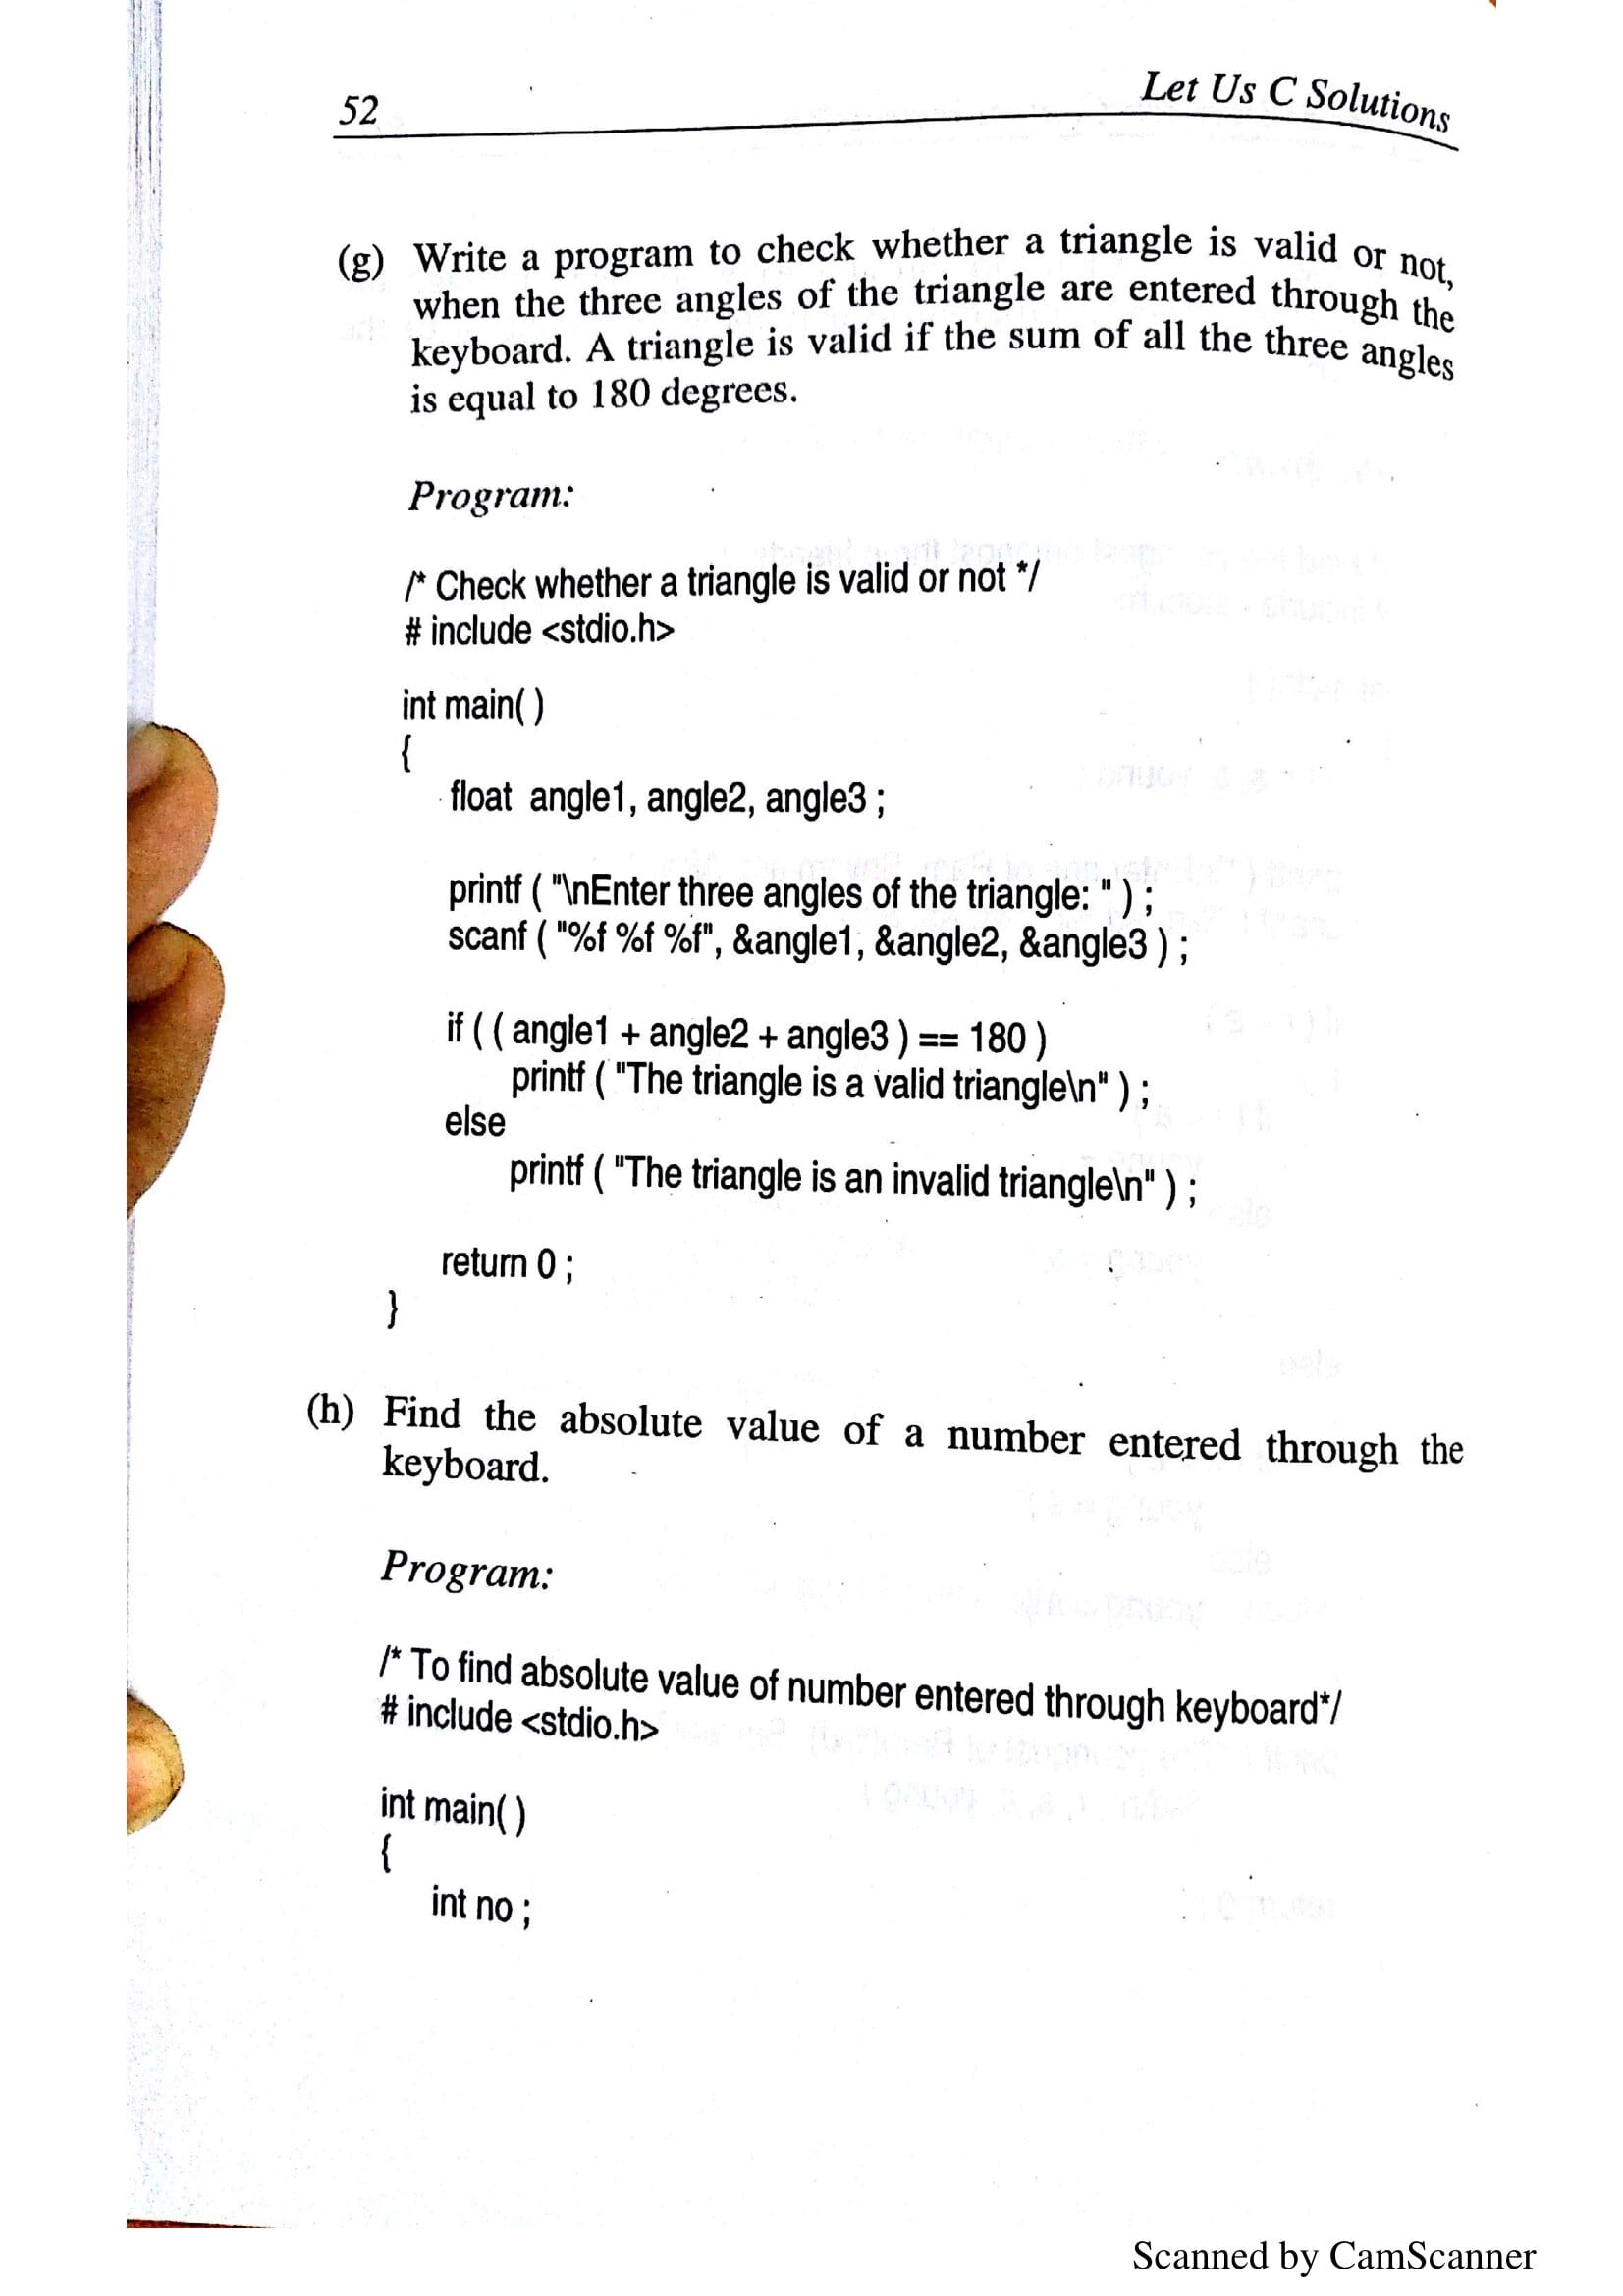 52
Let Us C Solutions
(g) Write a program to check whether a triangle is valid or not,
when the three angles of the triangle are entered through the
keyboard. A triangle is valid if the sum of all the three angles
is equal to 180 degrees.
Program:
/* Check whether a triangle is valid or not */
# include <stdio.h>
int main( )
{
float angle1, angle2, angle3 ;
printf ( "\nEnter three angles of the triangle: " ) ;
scanf ( "%f %f %f", &angle1, &angle2, &angle3 ) ;
if ( ( angle1 + angle2 + angle3 ) == 180 )
printf ( "The triangle is a valid triangle\n" ) ;
else
printf ( "The triangle is an invalid triangle\n" ) ;
return 0 ;
}
(h) Find the absolute value of a number entered through the
keyboard.
Program:
/* To find absolute value of number entered through keyboard*/
# include <stdio.h>
int main( )
{
int no ;
Scanned by CamScanner